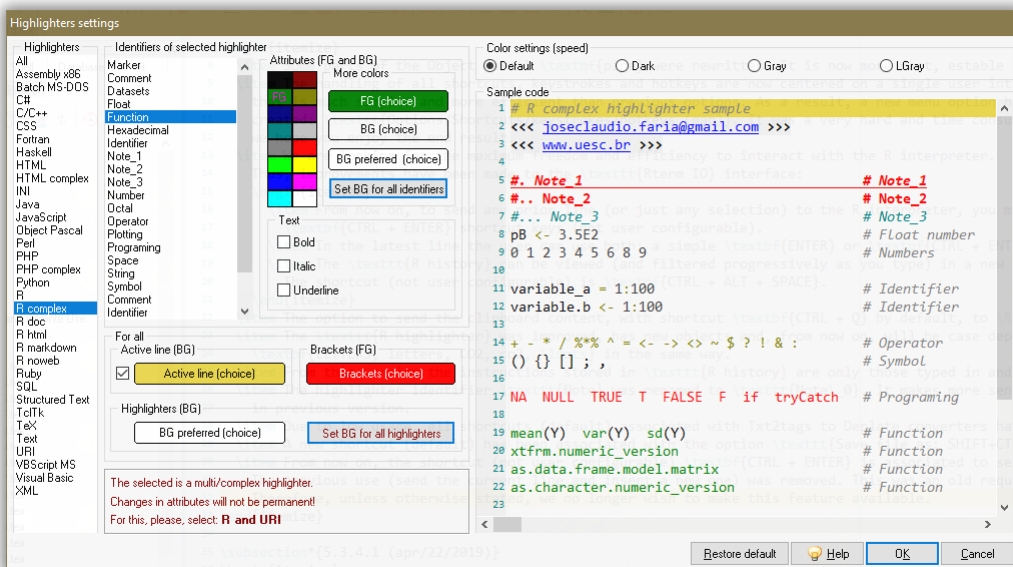 Highlighters settings
Highlighters
All
Assembly x86
Batch MS-DOS
C#
C/C++
CSS
Fortran
Haskell
HTML
HTML complex
INI
Java
JavaScript
Object Pascal
Perl
PHP
PHP complex
Python
R
R complex
R doc
R html
R markdown
R noweb
Ruby
SQL
Structured Text
TclTk
TeX
Text
URI
VBScript MS
Visual Basic
XML
Identifiers of selected highlighter
Marker
Comment
Datasets
Float
Function
Hexadecimal
Identifier
Note_1
Note_2
Note_3
Number
Octal
Operator
Plotting
Programing
Space
String
Symbol
Comment
Identifier
Attributes (FG and BG)
FG
More colors
FG (choice)
BG (choice)
BG preferred (choice)
Set BG for all identifiers
Text
Bold
Italic
Underline
For all
Active line (BG)
Active line (choice)
Brackets (FG)
Brackets (choice)
Highlighters (BG)
BG preferred (choice)
Set BG for all highlighters
The selected is a multi/complex highlighter.
Changes in attributes will not be permanent!
For this, please, select: R and URI
Color settings (speed)
Default Dark Gray LGray
Sample code
1 # R complex highlighter sample
2 <<< joseclaudio.faria@gmail.com >>>
3 <<< www.uesc.br >>>
4
5 #. Note_1 # Note_1
6 #.. Note_2 # Note_2
7 #... Note_3 # Note_3
8 pB <- 3.5E2 # Float number
9 0 1 2 3 4 5 6 8 9 # Numbers
10
11 variable_a = 1:100 # Identifier
12 variable.b <- 1:100 # Identifier
13
14 + - * / %*% ^ = <- -> <> ~ $ ? ! & : # Operator
15 () {} [] ; , # Symbol
16
17 NA NULL TRUE T FALSE F if tryCatch # Programing
18
19 mean(Y) var(Y) sd(Y) # Function
20 xtfrm.numeric_version # Function
21 as.data.frame.model.matrix # Function
22 as.character.numeric_version # Function
23
Restore default Help OK Cancel